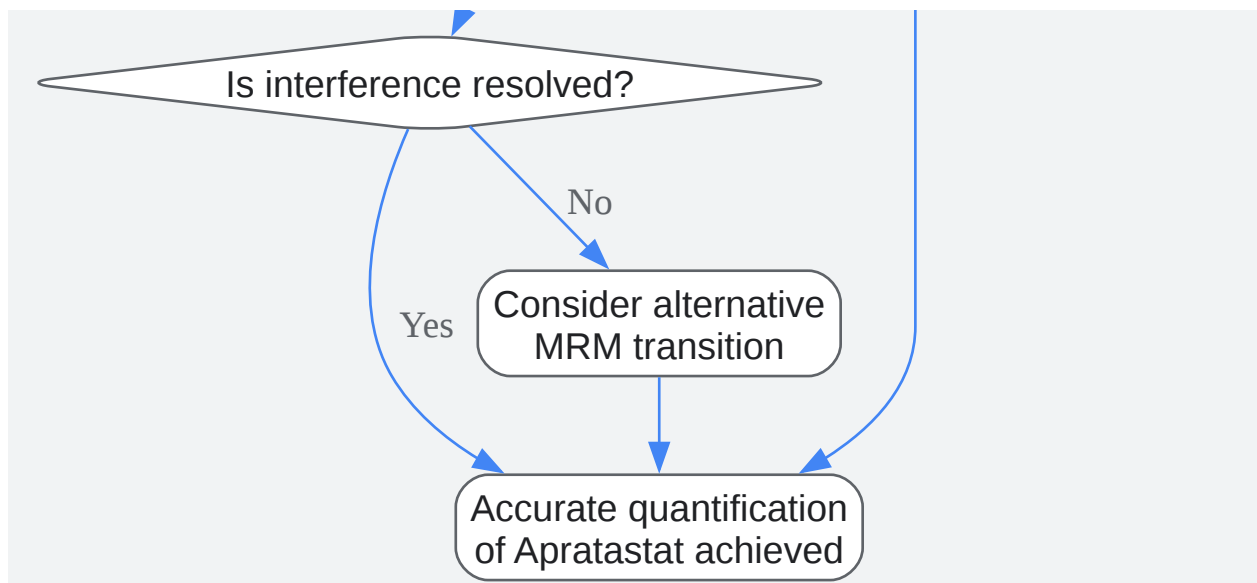 Is interference resolved?
No
Consider alternative
MRM transition
Yes
Accurate quantification
of Apratastat achieved